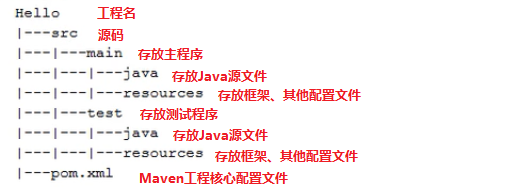 Hello 工程名
|---src 源码
|---|---main 存放主程序
|---|---|---java 存放Java源文件
|---|---|---resources 存放框架、其他配置文件
|---|---test 存放测试程序
|---|---|---java 存放Java源文件
|---|---|---resources 存放框架、其他配置文件
|---pom.xml Maven工程核心配置文件